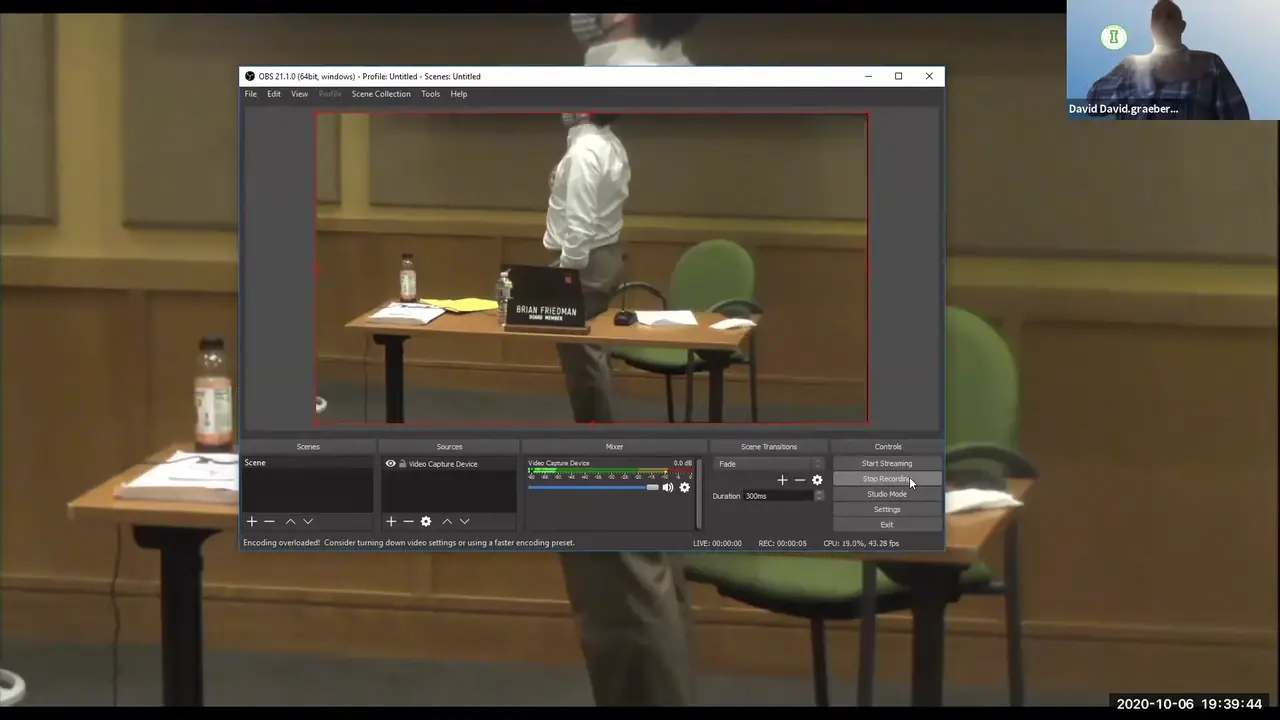 OBS 21.1.0 (64bit, windows) - Profile: Untitled - Scenes: Untitled
File Edit View Profile Scene Collection Tools Help
David David.graeber...
BRIAN FRIEDMAN
BOARD MEMBER
Scenes Sources Mixer Scene Transitions Controls
Scene
Video Capture Device
Video Capture Device 0.0 dB
Fade
Duration 300ms
Start Streaming
Stop Recording
Studio Mode
Settings
Exit
Encoding overloaded! Consider turning down video settings or using a faster encoding preset.
LIVE: 00:00:00 REC: 00:00:05 CPU: 19.0%, 43.28 fps
2020-10-06 19:39:44